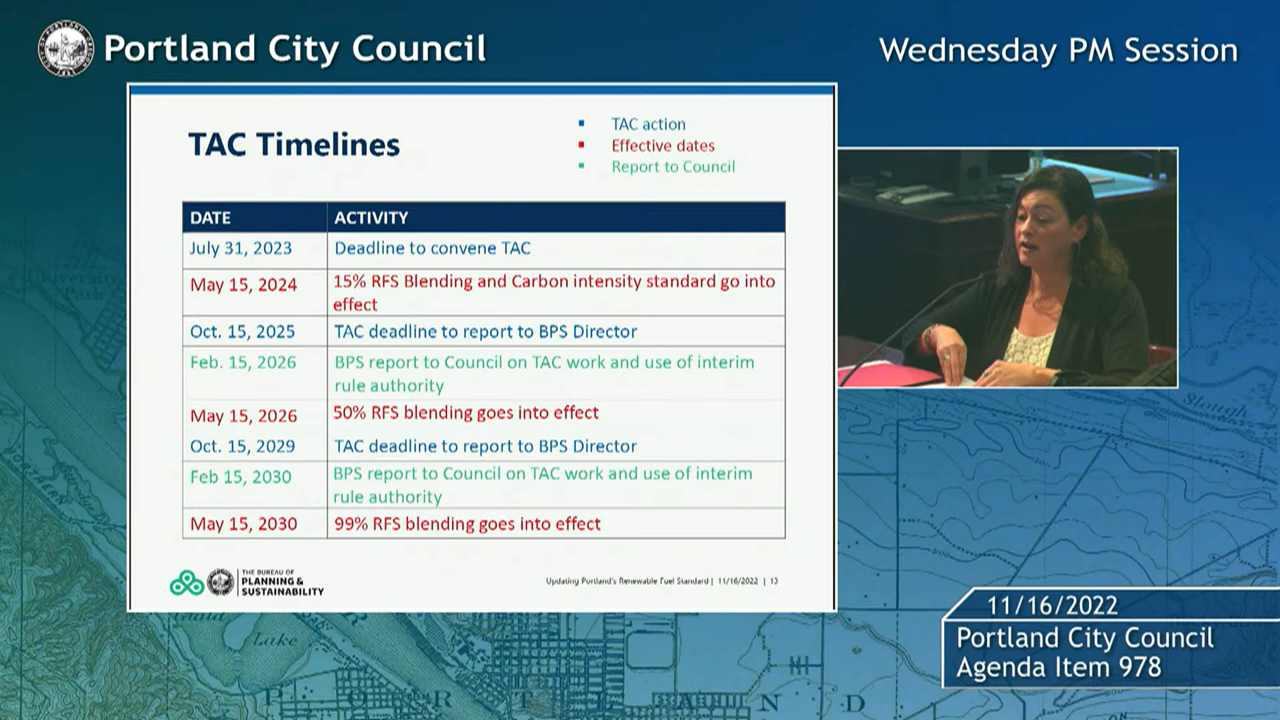 Portland City Council
Wednesday PM Session
TAC Timelines
TAC action
Effective dates
Report to Council
DATE ACTIVITY
July 31, 2023 Deadline to convene TAC
May 15, 2024 15% RFS Blending and Carbon intensity standard go into
effect
Oct. 15, 2025 TAC deadline to report to BPS Director
Feb. 15, 2026 BPS report to Council on TAC work and use of interim
rule authority
May 15, 2026 50% RFS blending goes into effect
Oct. 15, 2029 TAC deadline to report to BPS Director
Feb 15, 2030 BPS report to Council on TAC work and use of interim
rule authority
May 15, 2030 99% RFS blending goes into effect
THE BUREAU OF
PLANNING &
SUSTAINABILITY
Updating Portland's Renewable Fuel Standard | 11/16/2022 | 13
11/16/2022
Portland City Council
Agenda Item 978
Slough
Guild
Lake